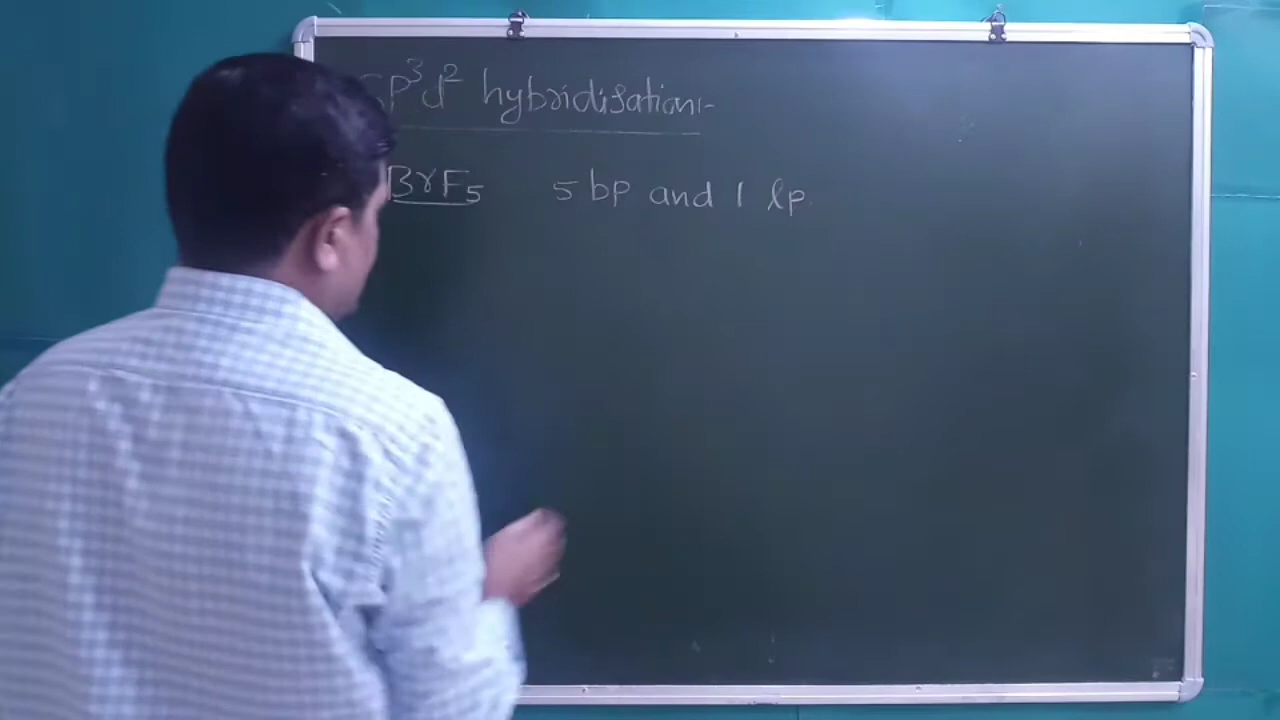 SP³d² hybridisation:-
BrF₅ 5 bp and 1 lp